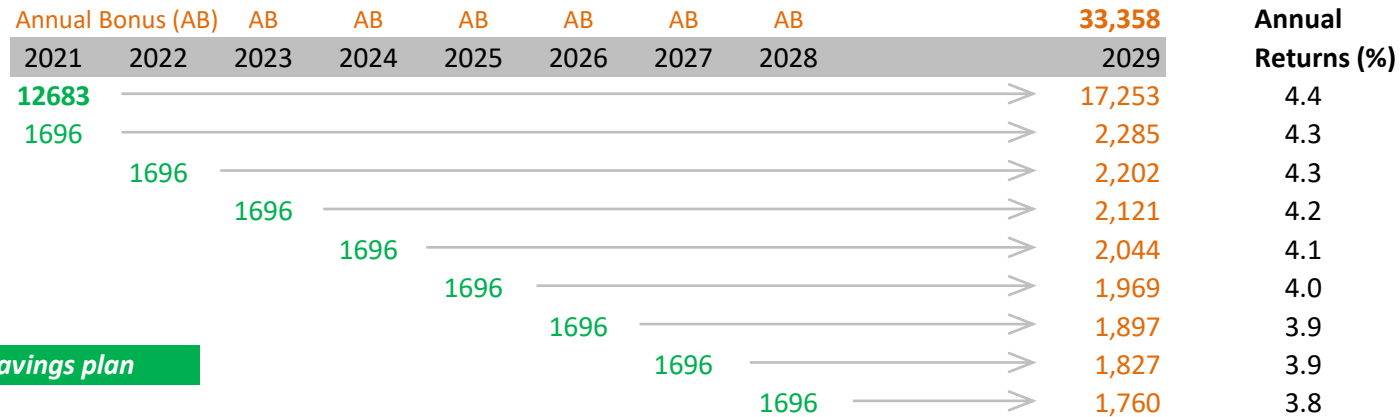 Annual Bonus (AB) AB AB AB AB AB AB 33,358 Annual
2021 2022 2023 2024 2025 2026 2027 2028 2029 Returns (%)
12683 17,253 4.4
1696 2,285 4.3
1696 2,202 4.3
1696 2,121 4.2
1696 2,044 4.1
1696 1,969 4.0
1696 1,897 3.9
avings plan 1696 1,827 3.9
1696 1,760 3.8